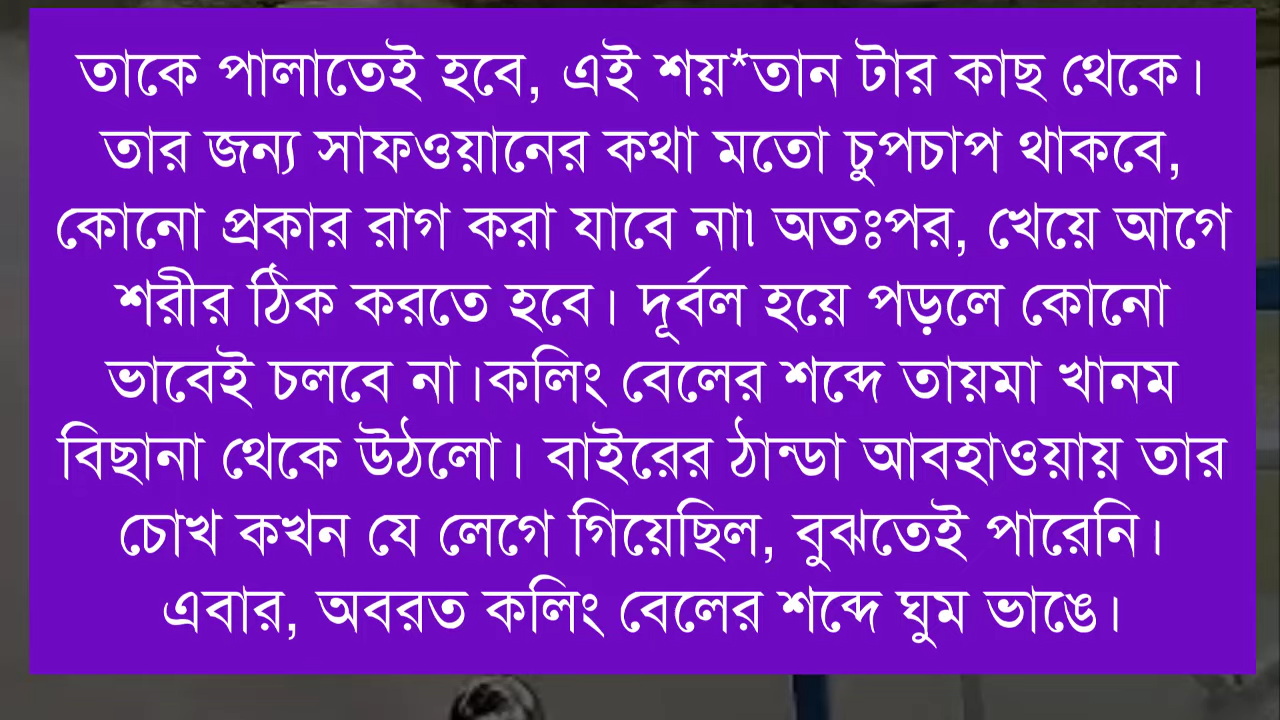 তাকে পালাতেই হবে, এই শয়*তান টার কাছ থেকে।
তার জন্য সাফওয়ানের কথা মতো চুপচাপ থাকবে,
কোনো প্রকার রাগ করা যাবে না৷ অতঃপর, খেয়ে আগে
শরীর ঠিক করতে হবে। দূর্বল হয়ে পড়লে কোনো
ভাবেই চলবে না।কলিং বেলের শব্দে তায়মা খানম
বিছানা থেকে উঠলো। বাইরের ঠান্ডা আবহাওয়ায় তার
চোখ কখন যে লেগে গিয়েছিল, বুঝতেই পারেনি।
এবার, অবরত কলিং বেলের শব্দে ঘুম ভাঙে।